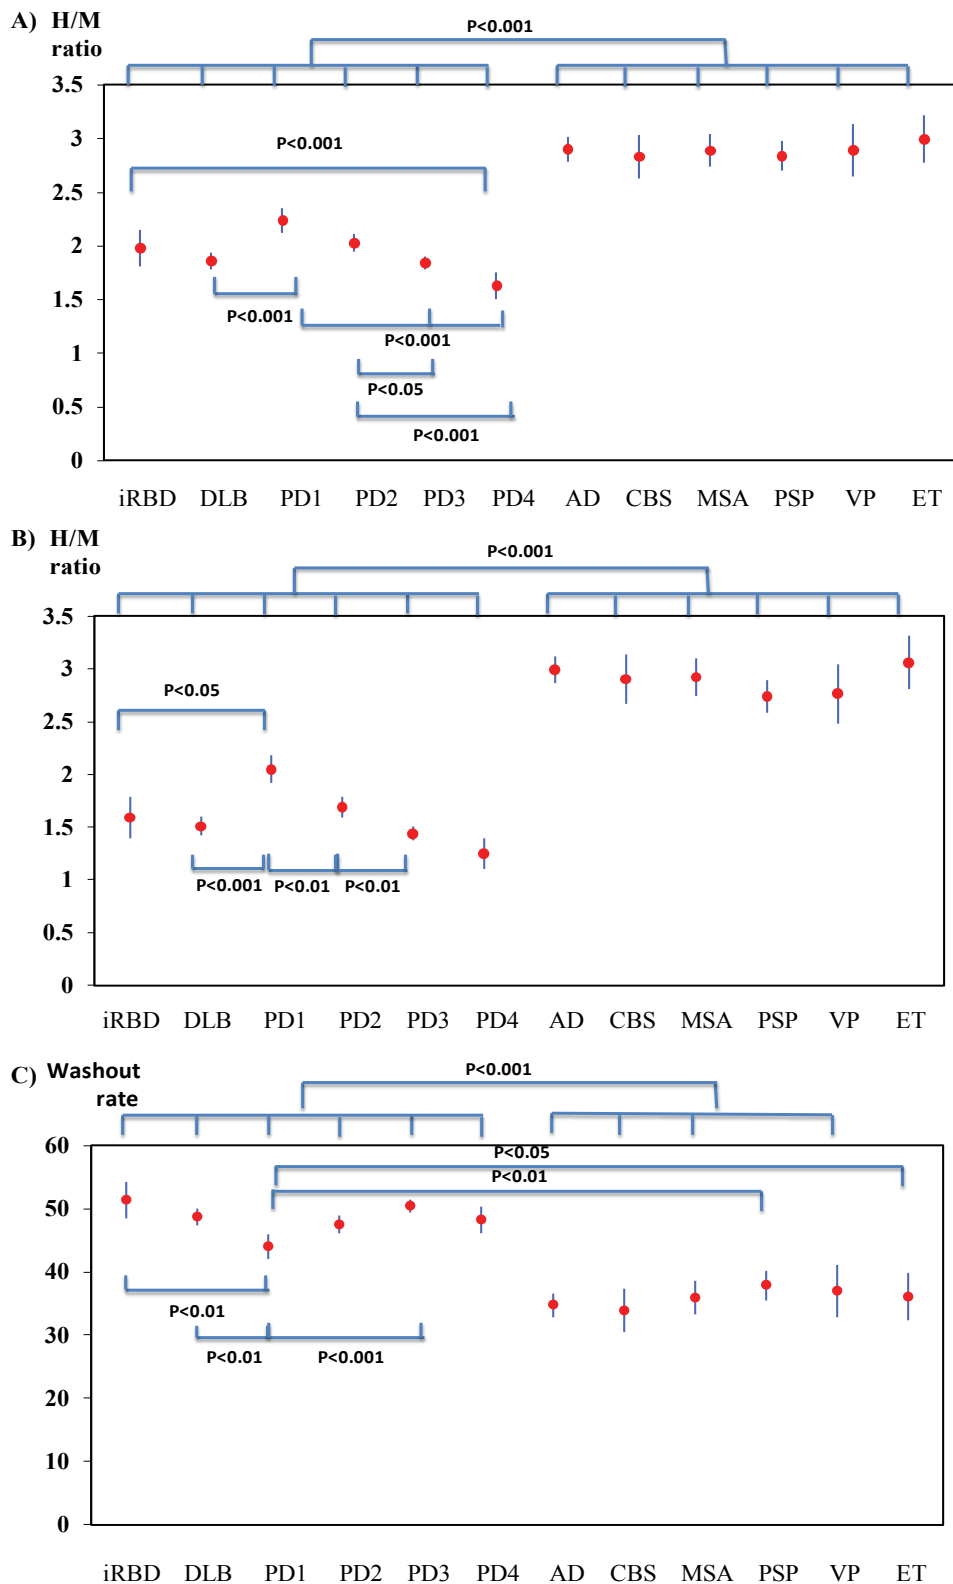 A) H/M
ratio
P<0.001
3.5
3
P<0.001
2.5
2
1.5
P<0.001
P<0.001
1
P<0.05
0.5
P<0.001
0
iRBD DLB PD1 PD2 PD3 PD4 AD CBS MSA PSP VP ET
B) H/M
ratio
P<0.001
3.5
3
P<0.05
2.5
2
1.5
1
P<0.001 P<0.01 P<0.01
0.5
0
iRBD DLB PD1 PD2 PD3 PD4 AD CBS MSA PSP VP ET
C) Washout
rate
P<0.001
60
P<0.05
P<0.01
50
40
P<0.01
30
P<0.01 P<0.001
20
10
0
iRBD DLB PD1 PD2 PD3 PD4 AD CBS MSA PSP VP ET